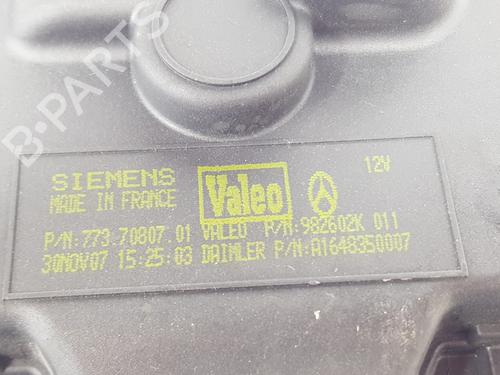 B-PARTS
SIEMENS Valeo 12V
MADE IN FRANCE
P/N:773.70807.01 VALEO P/N:982602K 011
30NOV07 15:25:03 DAIMLER P/N:A1648350007